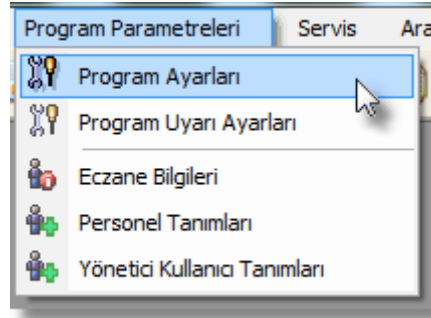 Program Parametreleri Servis
Program Ayarları
Program Uyarı Ayarları
Eczane Bilgileri
Personel Tanımları
Yönetici Kullanıcı Tanımları